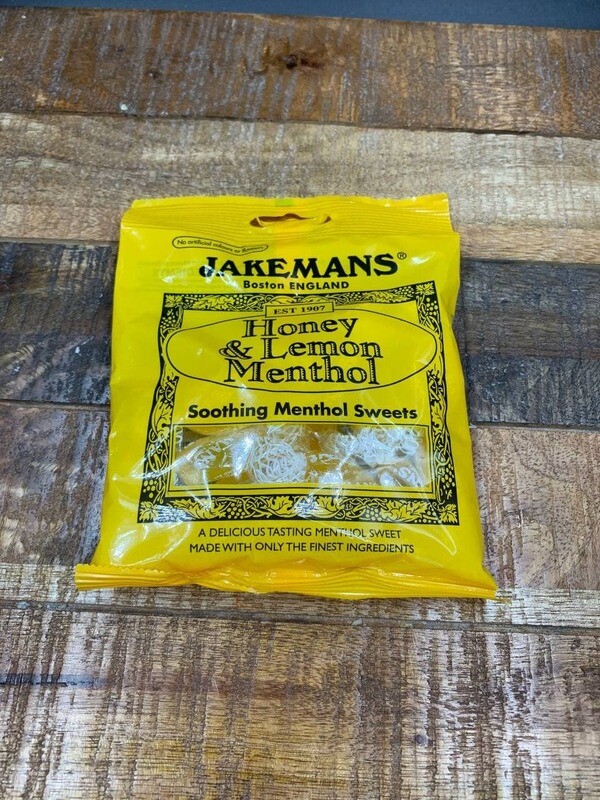 No artificial colours or flavours
JAKEMANS®
Boston ENGLAND
EST 1907
Honey
& Lemon
Menthol
Soothing Menthol Sweets
A DELICIOUS TASTING MENTHOL SWEET
MADE WITH ONLY THE FINEST INGREDIENTS